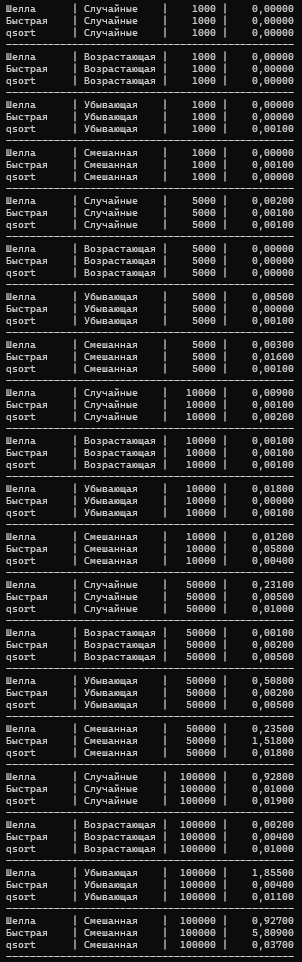 Шелла | Случайные | 1000 | 0,00000
Быстрая | Случайные | 1000 | 0,00000
qsort | Случайные | 1000 | 0,00000
Шелла | Возрастающая | 1000 | 0,00000
Быстрая | Возрастающая | 1000 | 0,00000
qsort | Возрастающая | 1000 | 0,00000
Шелла | Убывающая | 1000 | 0,00000
Быстрая | Убывающая | 1000 | 0,00000
qsort | Убывающая | 1000 | 0,00100
Шелла | Смешанная | 1000 | 0,00000
Быстрая | Смешанная | 1000 | 0,00100
qsort | Смешанная | 1000 | 0,00000
Шелла | Случайные | 5000 | 0,00200
Быстрая | Случайные | 5000 | 0,00100
qsort | Случайные | 5000 | 0,00100
Шелла | Возрастающая | 5000 | 0,00000
Быстрая | Возрастающая | 5000 | 0,00000
qsort | Возрастающая | 5000 | 0,00000
Шелла | Убывающая | 5000 | 0,00500
Быстрая | Убывающая | 5000 | 0,00000
qsort | Убывающая | 5000 | 0,00100
Шелла | Смешанная | 5000 | 0,00300
Быстрая | Смешанная | 5000 | 0,01600
qsort | Смешанная | 5000 | 0,00100
Шелла | Случайные | 10000 | 0,00900
Быстрая | Случайные | 10000 | 0,00100
qsort | Случайные | 10000 | 0,00200
Шелла | Возрастающая | 10000 | 0,00100
Быстрая | Возрастающая | 10000 | 0,00100
qsort | Возрастающая | 10000 | 0,00100
Шелла | Убывающая | 10000 | 0,01800
Быстрая | Убывающая | 10000 | 0,00000
qsort | Убывающая | 10000 | 0,00100
Шелла | Смешанная | 10000 | 0,01200
Быстрая | Смешанная | 10000 | 0,05800
qsort | Смешанная | 10000 | 0,00400
Шелла | Случайные | 50000 | 0,23100
Быстрая | Случайные | 50000 | 0,00500
qsort | Случайные | 50000 | 0,01000
Шелла | Возрастающая | 50000 | 0,00100
Быстрая | Возрастающая | 50000 | 0,00200
qsort | Возрастающая | 50000 | 0,00500
Шелла | Убывающая | 50000 | 0,50800
Быстрая | Убывающая | 50000 | 0,00200
qsort | Убывающая | 50000 | 0,00500
Шелла | Смешанная | 50000 | 0,23500
Быстрая | Смешанная | 50000 | 1,51800
qsort | Смешанная | 50000 | 0,01800
Шелла | Случайные | 100000 | 0,92800
Быстрая | Случайные | 100000 | 0,01000
qsort | Случайные | 100000 | 0,01900
Шелла | Возрастающая | 100000 | 0,00200
Быстрая | Возрастающая | 100000 | 0,00400
qsort | Возрастающая | 100000 | 0,01000
Шелла | Убывающая | 100000 | 1,85500
Быстрая | Убывающая | 100000 | 0,00400
qsort | Убывающая | 100000 | 0,01100
Шелла | Смешанная | 100000 | 0,92700
Быстрая | Смешанная | 100000 | 5,80900
qsort | Смешанная | 100000 | 0,03700